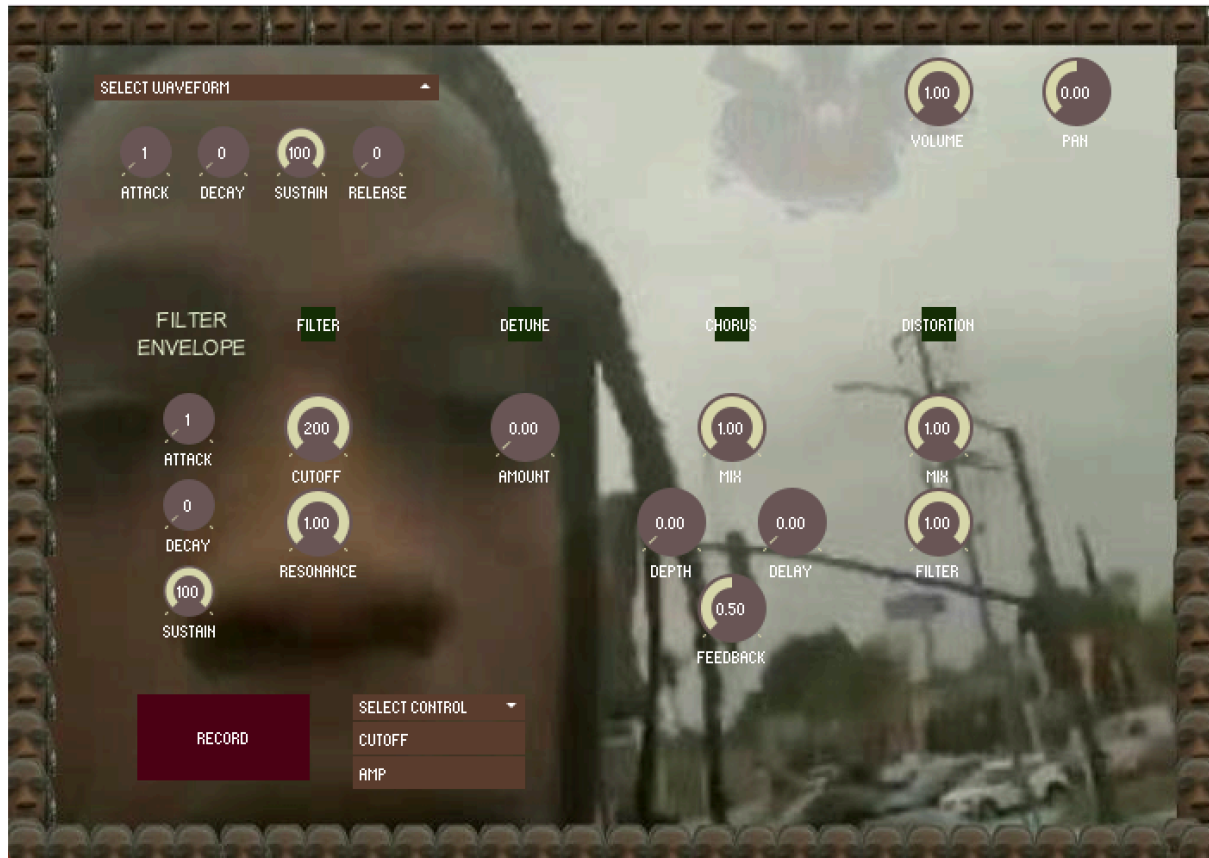 SELECT WAVEFORM
1.00 0.00
VOLUME PAN
1 0 100 0
ATTACK DECAY SUSTAIN RELEASE
FILTER
ENVELOPE
FILTER DETUNE CHORUS DISTORTION
1
ATTACK
0
DECAY
100
SUSTAIN
200
CUTOFF
1.00
RESONANCE
0.00
AMOUNT
1.00
MIX
0.00 0.00
DEPTH DELAY
0.50
FEEDBACK
1.00
MIX
1.00
FILTER
RECORD
SELECT CONTROL
CUTOFF
AMP